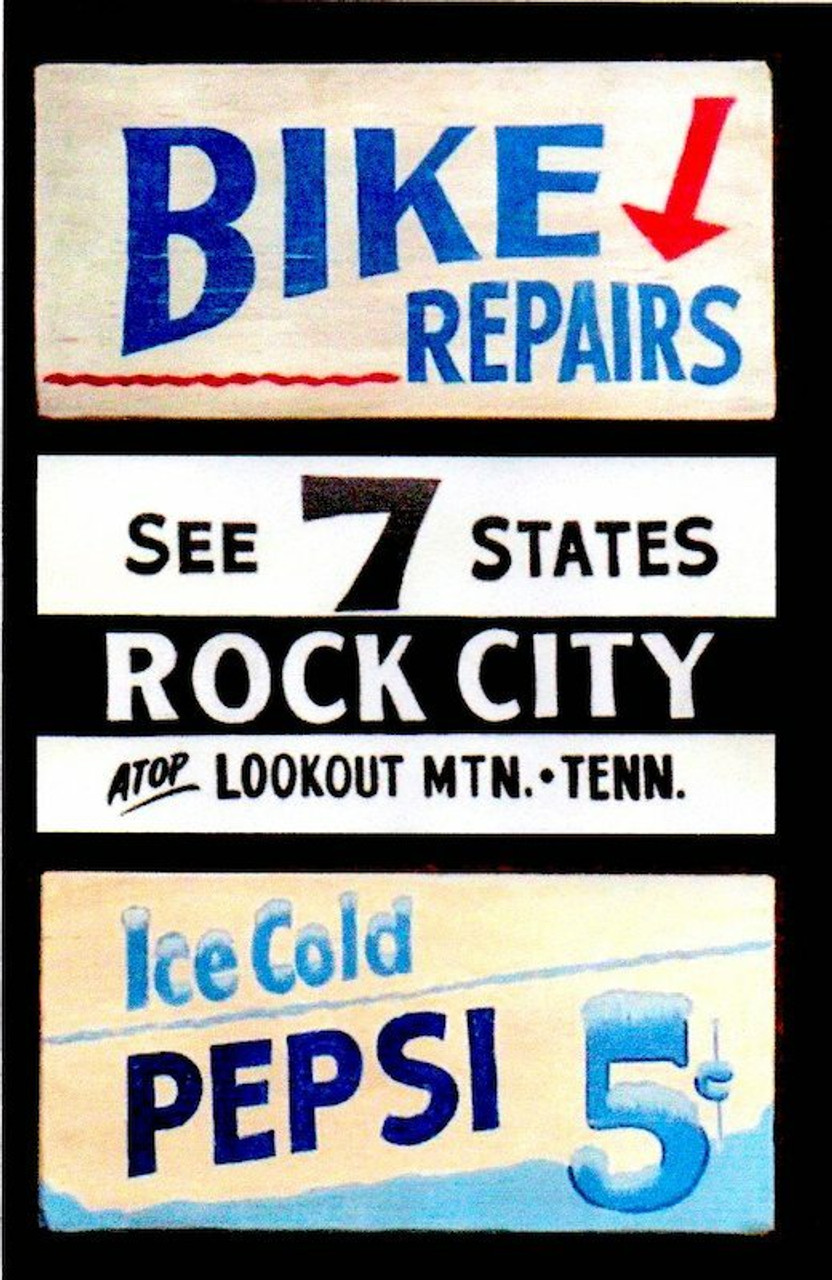 BIKE
REPAIRS
SEE 7 STATES
ROCK CITY
ATOP LOOKOUT MTN. • TENN.
Ice Cold
PEPSI 5¢